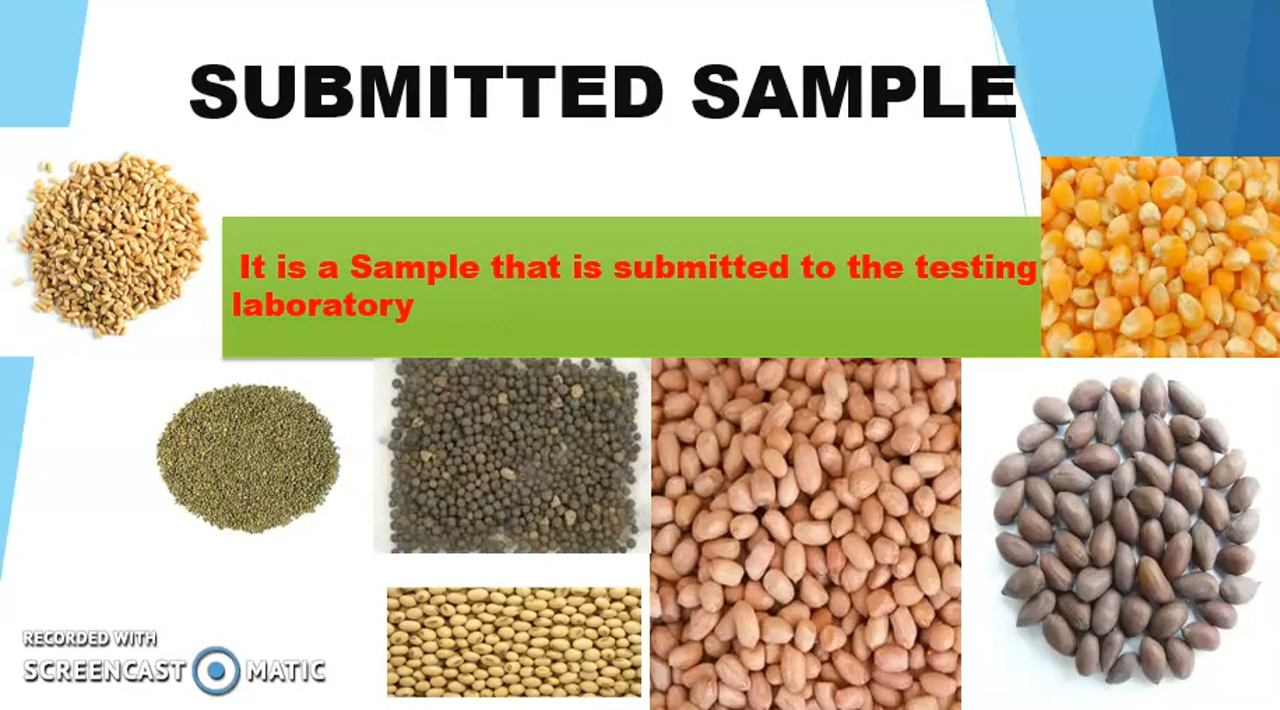 SUBMITTED SAMPLE
It is a Sample that is submitted to the testing
laboratory
RECORDED WITH
SCREENCAST MATIC